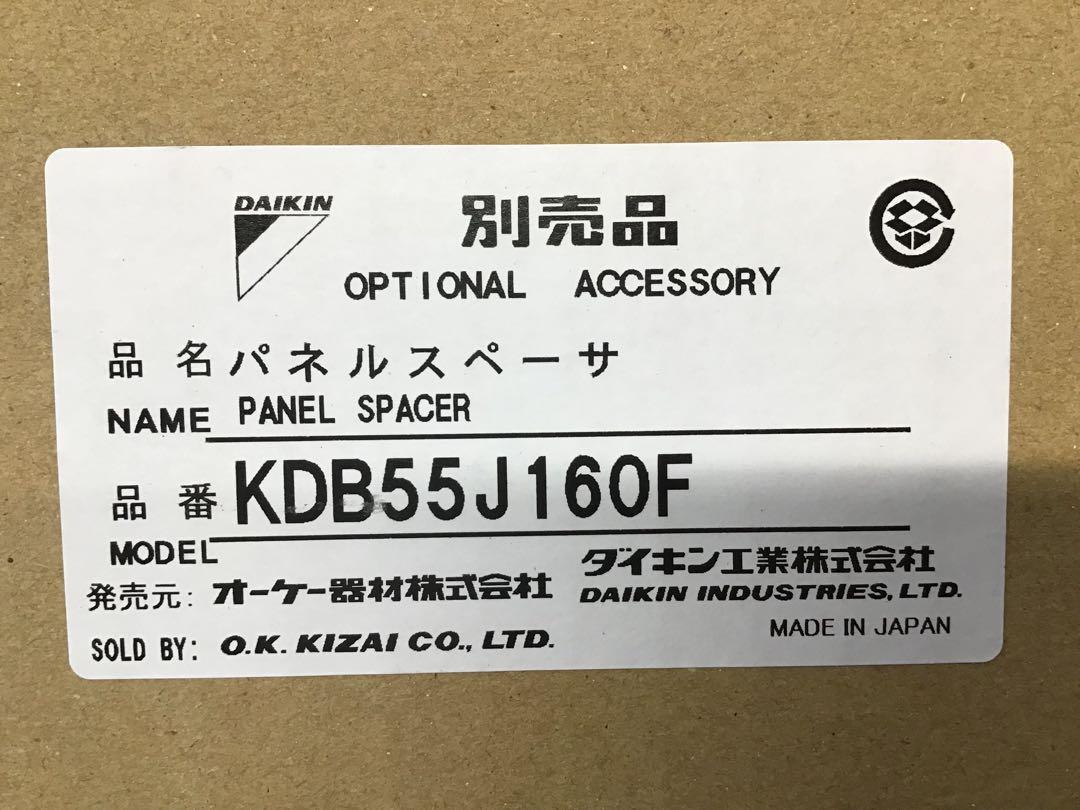 DAIKIN
別売品
OPTIONAL ACCESSORY
品名 パネルスペーサ
NAME PANEL SPACER
品番 KDB55J160F
MODEL
発売元: オーケー器材株式会社
SOLD BY: O.K. KIZAI CO., LTD.
ダイキン工業株式会社
DAIKIN INDUSTRIES, LTD.
MADE IN JAPAN